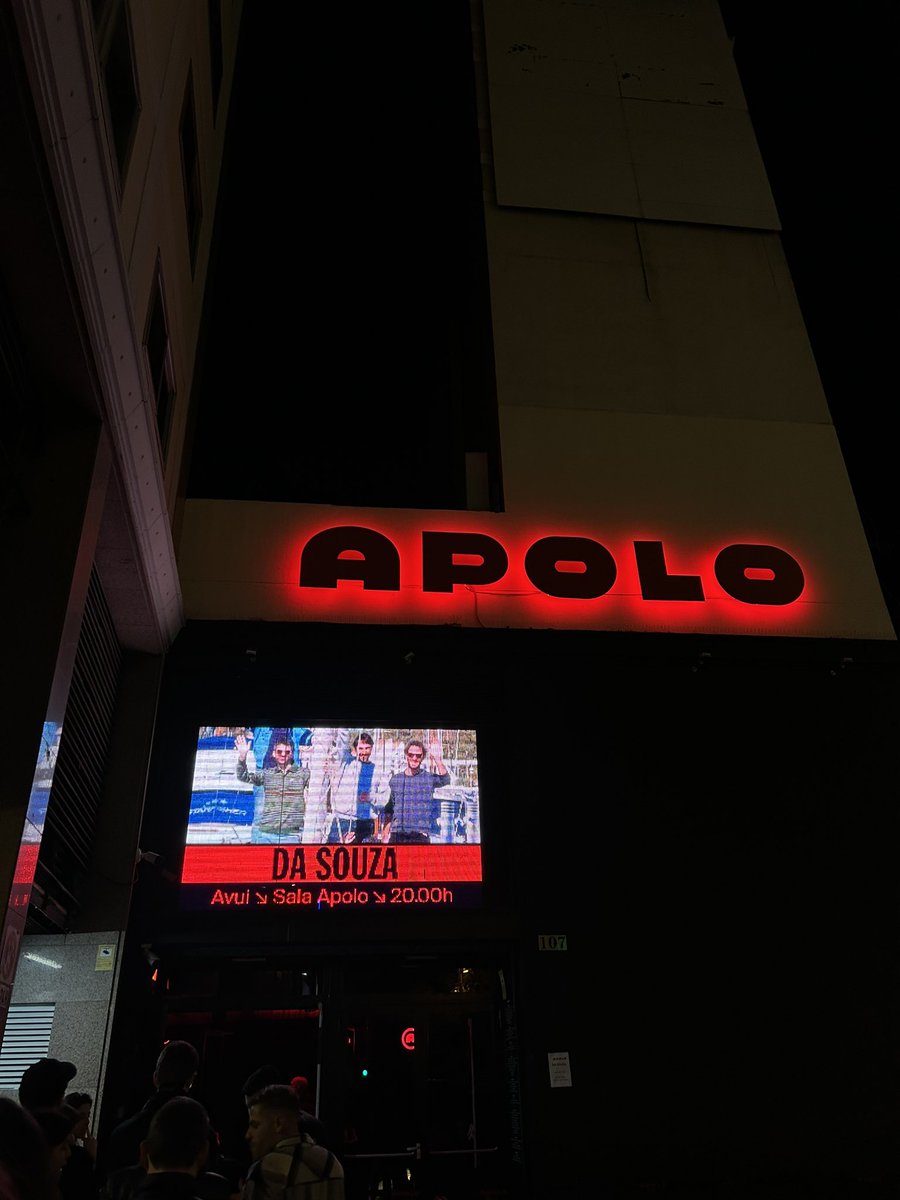 APOLO
DA SOUZA
Avui ↘ Sala Apolo ↘ 20.00h
107